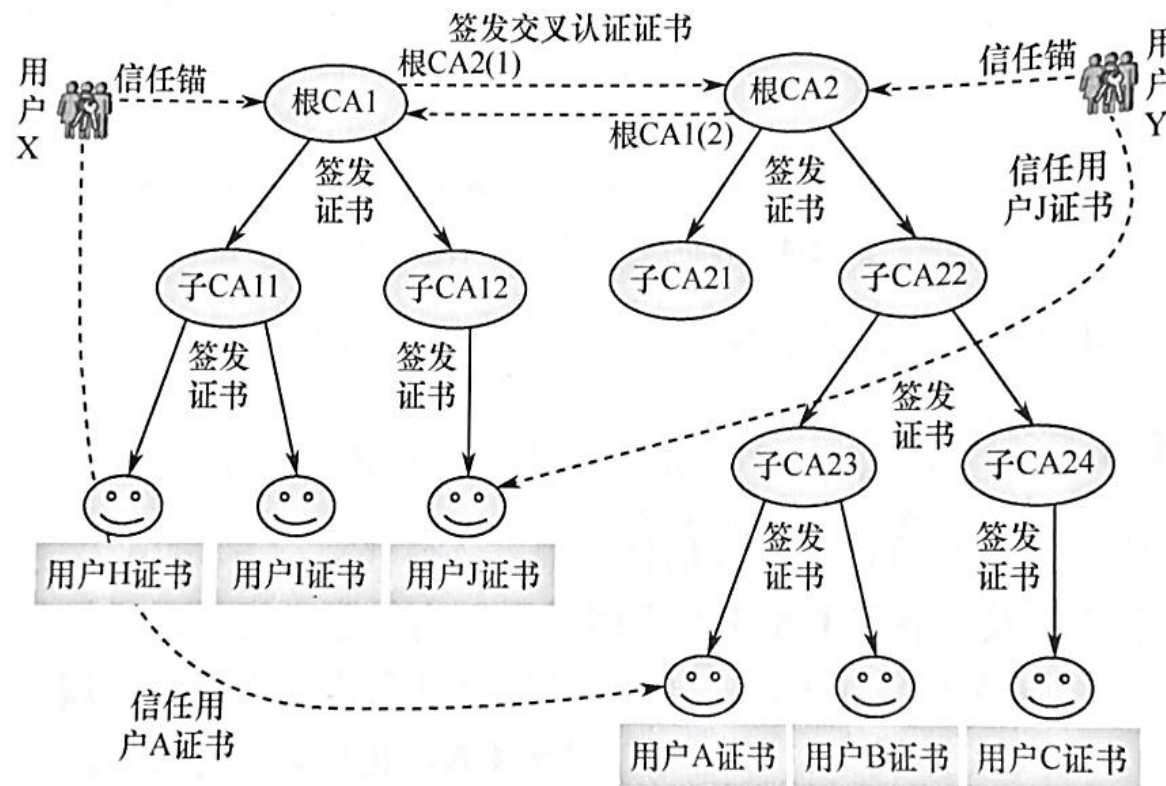 签发交叉认证证书
用
户
X
信任锚
根CA2(1)
根CA1
根CA2
根CA1(2)
信任锚
用
户
Y
签发
证书
签发
证书
信任用
户J证书
子CA11
子CA12
子CA21
子CA22
签发
证书
签发
证书
签发
证书
子CA23
子CA24
用户H证书
用户I证书
用户J证书
签发
证书
签发
证书
信任用
户A证书
用户A证书
用户B证书
用户C证书